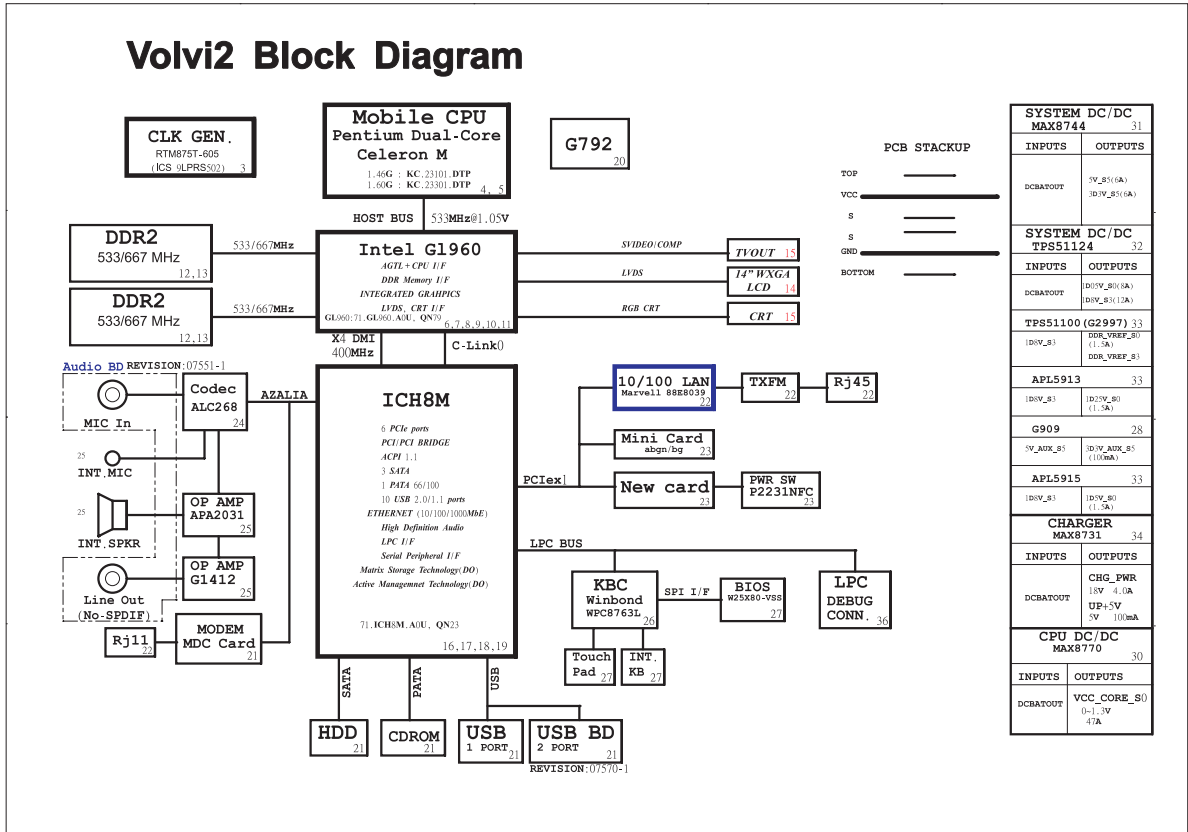 Volvi2 Block Diagram
CLK GEN.
RTM875T-605
(ICS 9LPRS502) 3
Mobile CPU
Pentium Dual-Core
Celeron M
1.46G : KC.23101.DTP
1.60G : KC.23301.DTP
4, 5
G792
20
HOST BUS 533MHz@1.05V
DDR2
533/667 MHz
12,13
533/667MHz
DDR2
533/667 MHz
12,13
533/667MHz
Intel G1960
AGTL+ CPU I/F
DDR Memory I/F
INTEGRATED GRAHPICS
LVDS, CRT I/F
GL960:71.GL960.A0U, QN79
6,7,8,9,10,11
SVIDEO/COMP
TVOUT 15
LVDS
14" WXGA
LCD 14
RGB CRT
CRT 15
X4 DMI
400MHz
C-Link0
Audio BD REVISION:07551-1
MIC In
Codec
ALC268
24
AZALIA
25
INT.MIC
25
INT.SPKR
OP AMP
APA2031
25
OP AMP
G1412
25
Line Out
(No-SPDIF)
Rj11
22
MODEM
MDC Card
21
ICH8M
6 PCIe ports
PCI/PCI BRIDGE
ACPI 1.1
3 SATA
1 PATA 66/100
10 USB 2.0/1.1 ports
ETHERNET (10/100/1000MbE)
High Definition Audio
LPC I/F
Serial Peripheral I/F
Matrix Storage Technology(DO)
Active Managemnet Technology(DO)
71.ICH8M.A0U, QN23
16,17,18,19
PCIex1
10/100 LAN
Marvell 88E8039
22
TXFM
22
Rj45
22
Mini Card
abgn/bg
23
New card
23
PWR SW
P2231NFC
23
LPC BUS
KBC
Winbond
WPC8763L
26
SPI I/F
BIOS
W25X80-VSS
27
LPC
DEBUG
CONN.
36
Touch
Pad 27
INT.
KB 27
SATA
PATA
USB
HDD
21
CDROM
21
USB
1 PORT
21
USB BD
2 PORT
21
REVISION:07570-1
PCB STACKUP
TOP
VCC
S
S
GND
BOTTOM
SYSTEM DC/DC
MAX8744 31
INPUTS OUTPUTS
DCBATOUT
5V_S5(6A)
3D3V_S5(6A)
SYSTEM DC/DC
TPS51124 32
INPUTS OUTPUTS
DCBATOUT
1D05V_S0(8A)
1D8V_S3(12A)
TPS51100(G2997) 33
1D8V_S3
DDR_VREF_S0
(1.5A)
DDR_VREF_S3
APL5913 33
1D8V_S3
1D25V_S0
(1.5A)
G909 28
5V_AUX_S5
3D3V_AUX_S5
(100mA)
APL5915 33
1D8V_S3
1D5V_S0
(1.5A)
CHARGER
MAX8731 34
INPUTS OUTPUTS
DCBATOUT
CHG_PWR
18V 4.0A
UP+5V
5V 100mA
CPU DC/DC
MAX8770 30
INPUTS OUTPUTS
DCBATOUT
VCC_CORE_S0
0~1.3V
47A